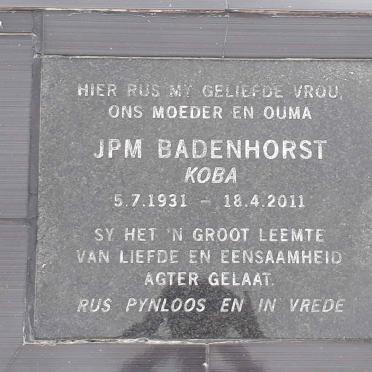 HIER RUS MY GELIEFDE VROU,
ONS MOEDER EN OUMA
JPM BADENHORST
KOBA
5.7.1931 – 18.4.2011
SY HET 'N GROOT LEEMTE
VAN LIEFDE EN EENSAAMHEID
AGTER GELAAT.
RUS PYNLOOS EN IN VREDE